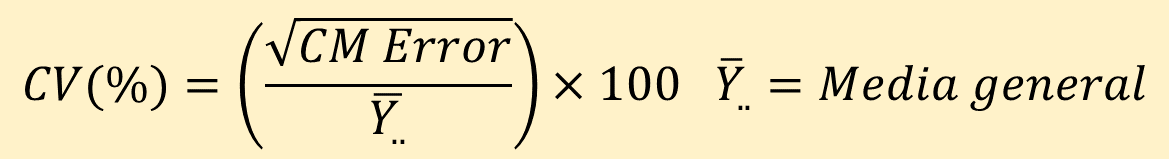 CV(%) = (√CM Error / Ȳ..) × 100 Ȳ.. = Media general